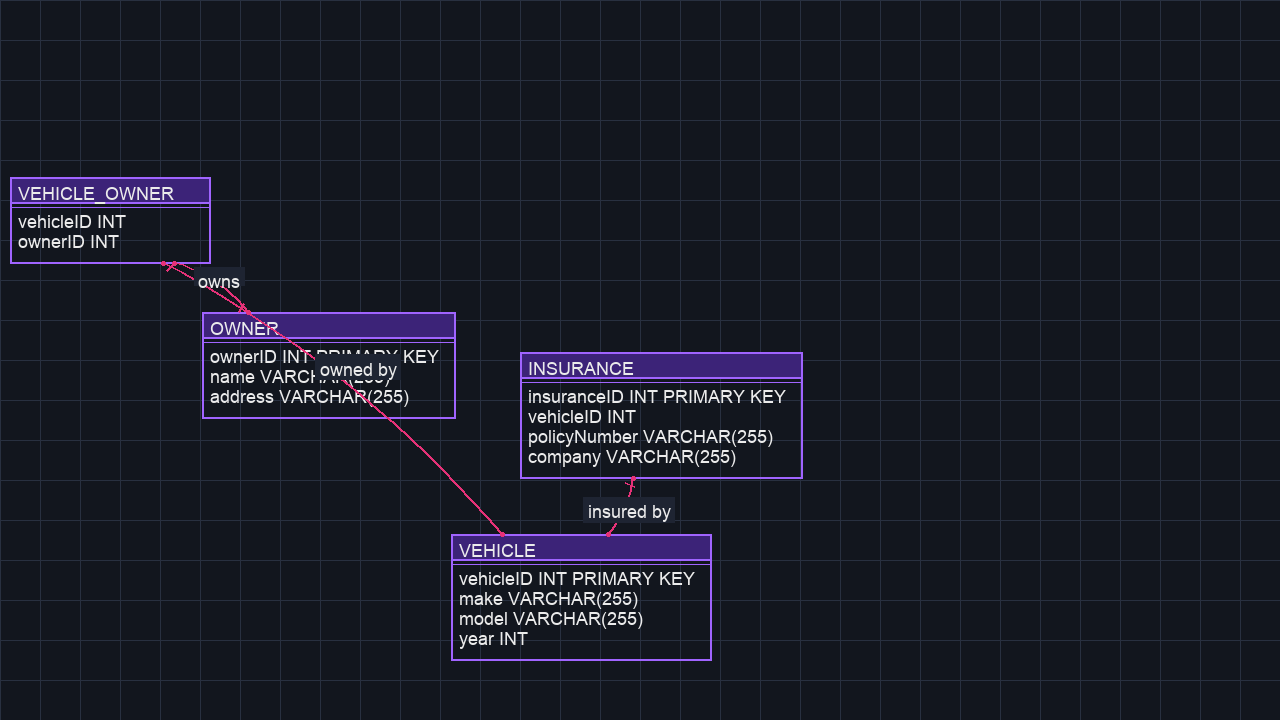 VEHICLE_OWNER
vehicleID INT
ownerID INT
owns
OWNER
ownerID INT PRIMARY KEY
name VARCHAR(255)
address VARCHAR(255)
owned by
INSURANCE
insuranceID INT PRIMARY KEY
vehicleID INT
policyNumber VARCHAR(255)
company VARCHAR(255)
insured by
VEHICLE
vehicleID INT PRIMARY KEY
make VARCHAR(255)
model VARCHAR(255)
year INT